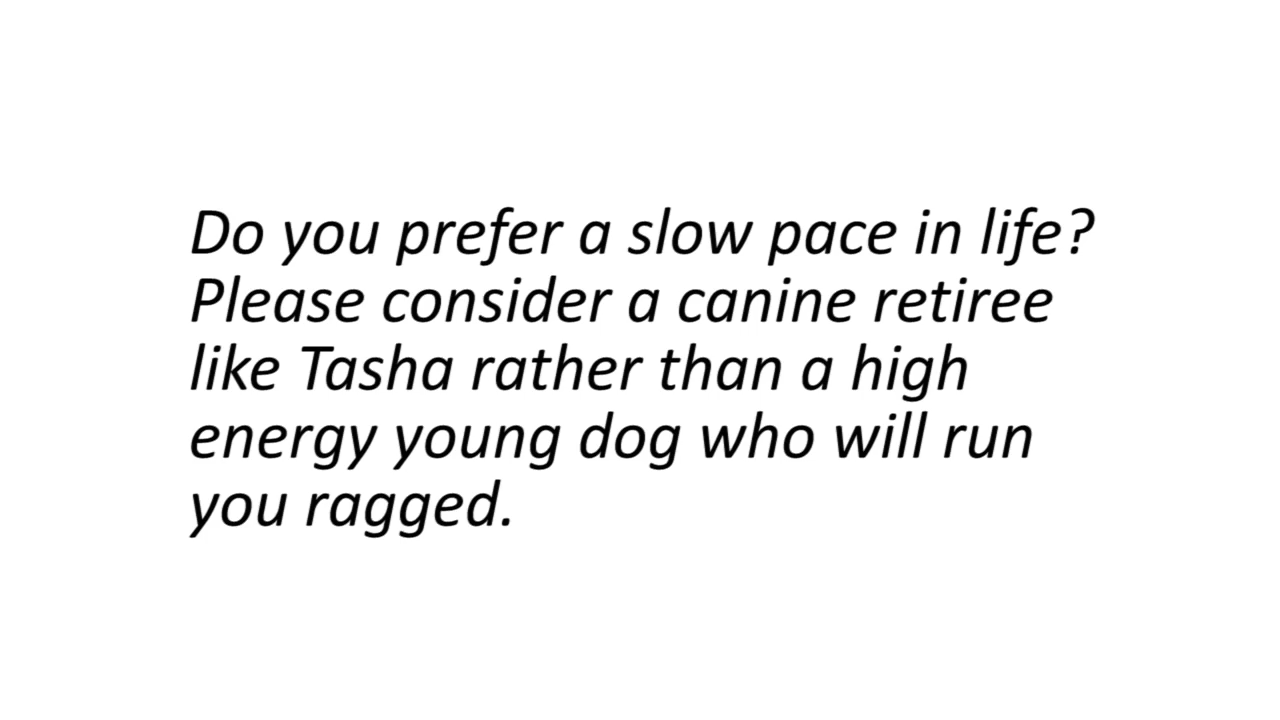 Do you prefer a slow pace in life?
Please consider a canine retiree
like Tasha rather than a high
energy young dog who will run
you ragged.